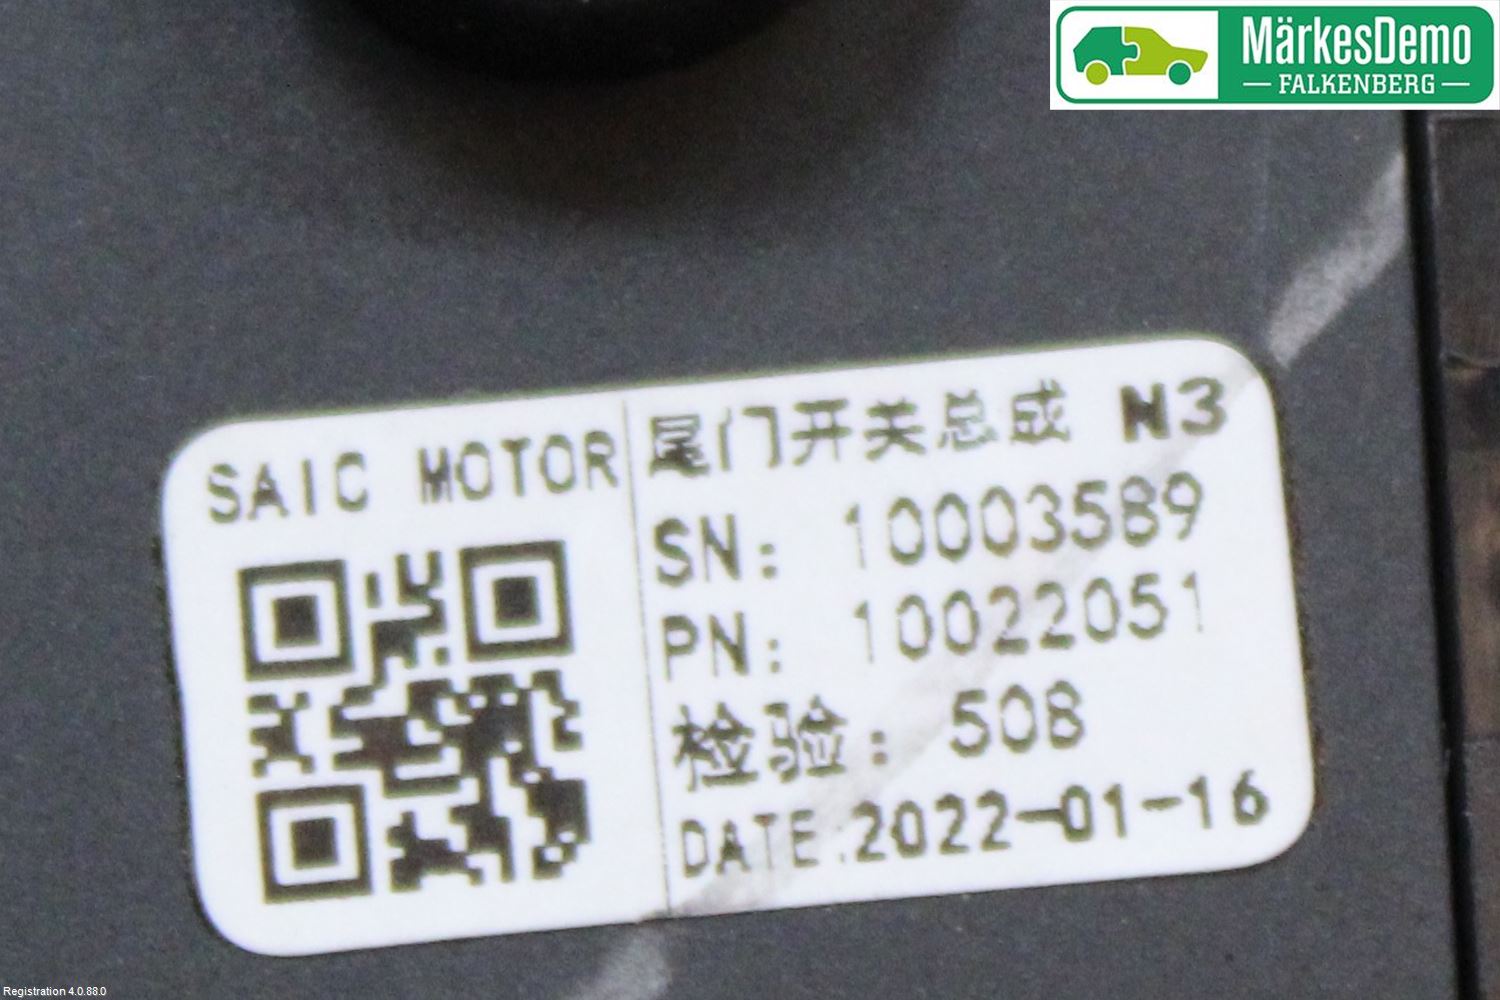 MärkesDemo
FALKENBERG
SAIC MOTOR
尾门开关总成 N3
SN: 10003589
PN: 10022051
检验: 508
DATE.2022-01-16
Registration 4.0.88.0